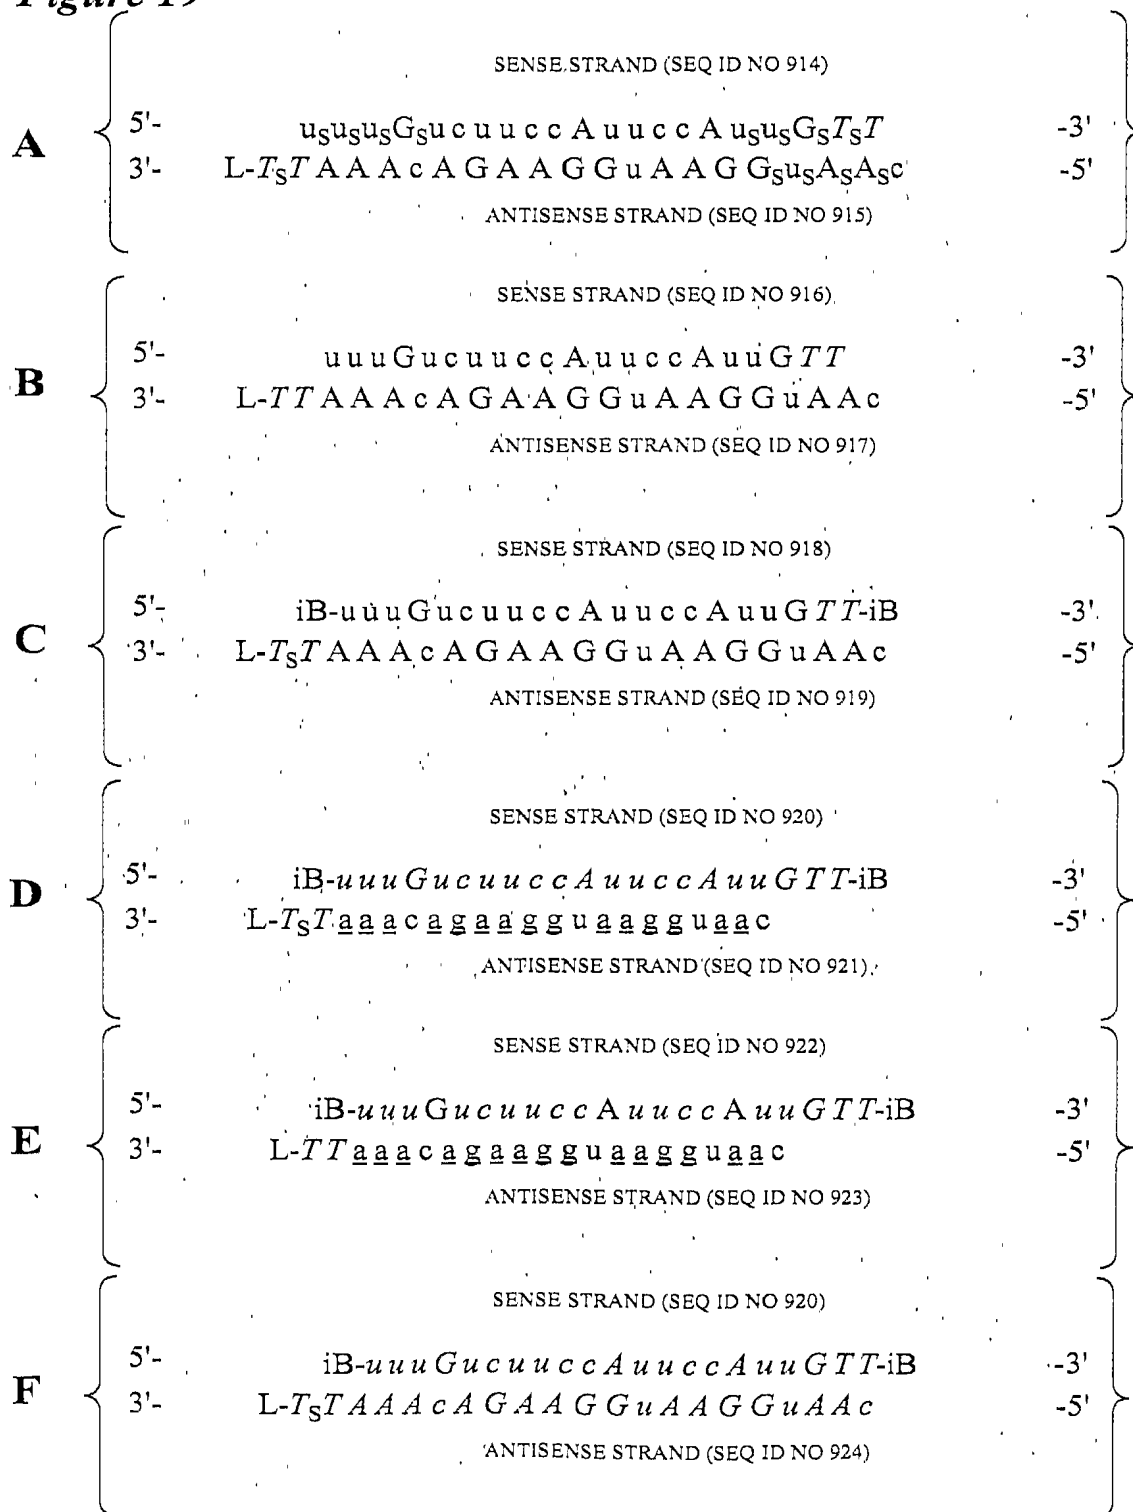 Figure 19
SENSE STRAND (SEQ ID NO 914)
A
5'- usususGsucuuccAuuccAususGsTsT -3'
3'- L-TsTAAAcAGAAGGuAAGGGsusAsAsc -5'
ANTISENSE STRAND (SEQ ID NO 915)
SENSE STRAND (SEQ ID NO 916)
B
5'- uuuGucuuccAuuccAuuGTT -3'
3'- L-TTAAAcAGAAGGuAAGGuAAc -5'
ANTISENSE STRAND (SEQ ID NO 917)
SENSE STRAND (SEQ ID NO 918)
C
5'- iB-uuuGucuuccAuuccAuuGTT-iB -3'
3'- L-TsTAAAcAGAAGGuAAGGuAAc -5'
ANTISENSE STRAND (SEQ ID NO 919)
SENSE STRAND (SEQ ID NO 920)
D
5'- iB-uuuGucuuccAuuccAuuGTT-iB -3'
3'- L-TsTaaacagaagguaagguaac -5'
ANTISENSE STRAND (SEQ ID NO 921)
SENSE STRAND (SEQ ID NO 922)
E
5'- iB-uuuGucuuccAuuccAuuGTT-iB -3'
3'- L-TTaaacagaagguaagguaac -5'
ANTISENSE STRAND (SEQ ID NO 923)
SENSE STRAND (SEQ ID NO 920)
F
5'- iB-uuuGucuuccAuuccAuuGTT-iB -3'
3'- L-TsTAAAcAGAAGGuAAGGuAAc -5'
ANTISENSE STRAND (SEQ ID NO 924)